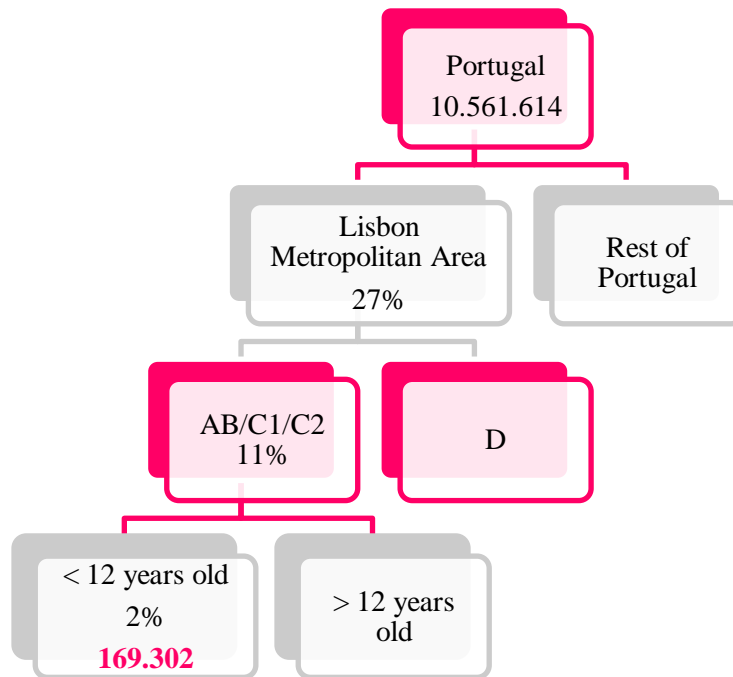 Portugal
10.561.614
Lisbon
Metropolitan Area
27%
Rest of
Portugal
AB/C1/C2
11%
D
< 12 years old
2%
169.302
> 12 years
old